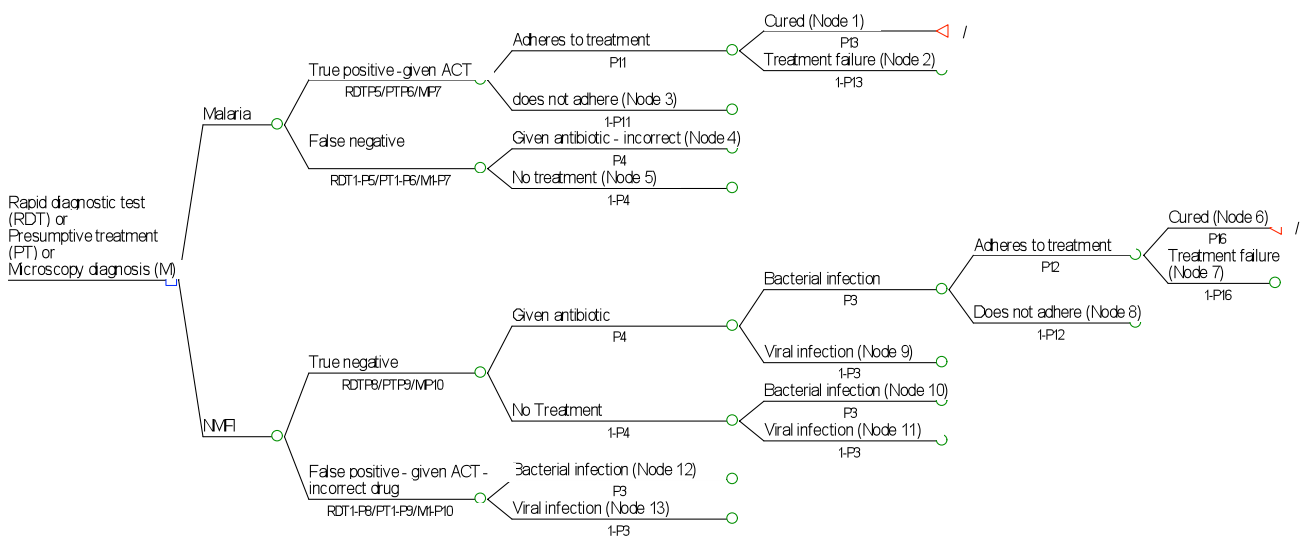 Cured (Node 1)
P13
/
Adheres to treatment
P11
Treatment failure (Node 2)
1-P13
True positive - given ACT
RDTP5/PTP6/MP7
does not adhere (Node 3)
1-P11
Malaria
False negative
RDT1-P5/PT1-P6/M1-P7
Given antibiotic - incorrect (Node 4)
P4
No treatment (Node 5)
1-P4
Rapid diagnostic test
(RDT) or
Presumptive treatment
(PT) or
Microscopy diagnosis (M)
Cured (Node 6)
P16
/
Adheres to treatment
P12
Treatment failure
(Node 7)
1-P16
Bacterial infection
P3
Does not adhere (Node 8)
1-P12
Given antibiotic
P4
Viral infection (Node 9)
1-P3
True negative
RDTP8/PTP9/MP10
Bacterial infection (Node 10)
P3
No Treatment
1-P4
Viral infection (Node 11)
1-P3
NMFI
False positive - given ACT -
incorrect drug
RDT1-P8/PT1-P9/M1-P10
Bacterial infection (Node 12)
P3
Viral infection (Node 13)
1-P3